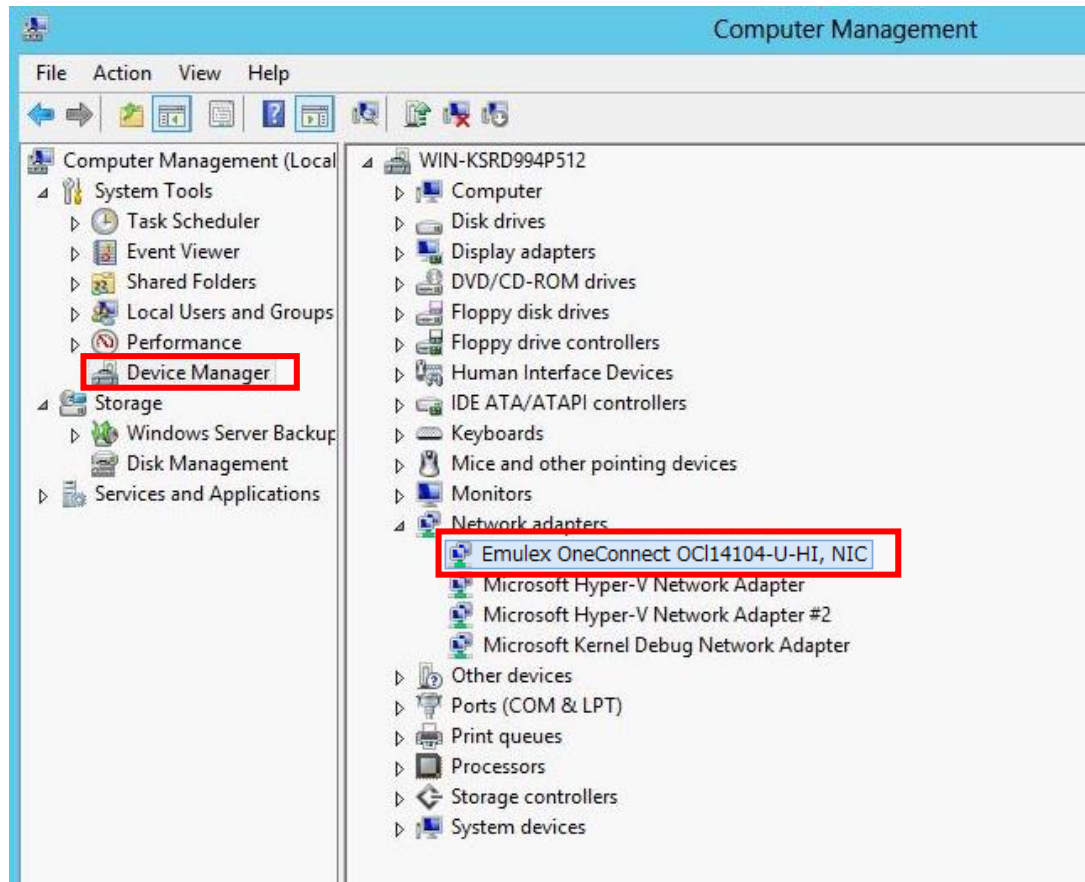 Computer Management
File Action View Help
Computer Management (Local
System Tools
Task Scheduler
Event Viewer
Shared Folders
Local Users and Groups
Performance
Device Manager
Storage
Windows Server Backup
Disk Management
Services and Applications
WIN-KSRD994P512
Computer
Disk drives
Display adapters
DVD/CD-ROM drives
Floppy disk drives
Floppy drive controllers
Human Interface Devices
IDE ATA/ATAPI controllers
Keyboards
Mice and other pointing devices
Monitors
Network adapters
Emulex OneConnect OCl14104-U-HI, NIC
Microsoft Hyper-V Network Adapter
Microsoft Hyper-V Network Adapter #2
Microsoft Kernel Debug Network Adapter
Other devices
Ports (COM & LPT)
Print queues
Processors
Storage controllers
System devices